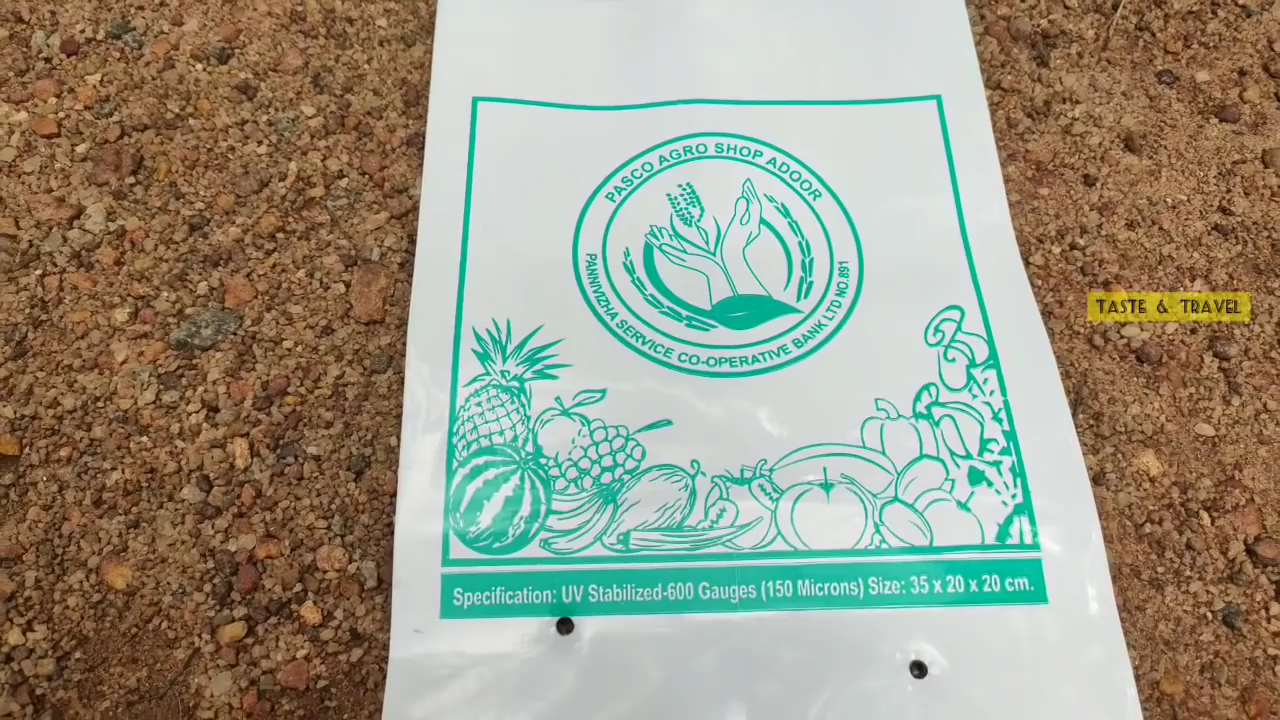 PASCO AGRO SHOP ADOOR
PANNIVIZHA SERVICE CO-OPERATIVE BANK LTD NO.891
TASTE & TRAVEL
Specification: UV Stabilized-600 Gauges (150 Microns) Size: 35 x 20 x 20 cm.